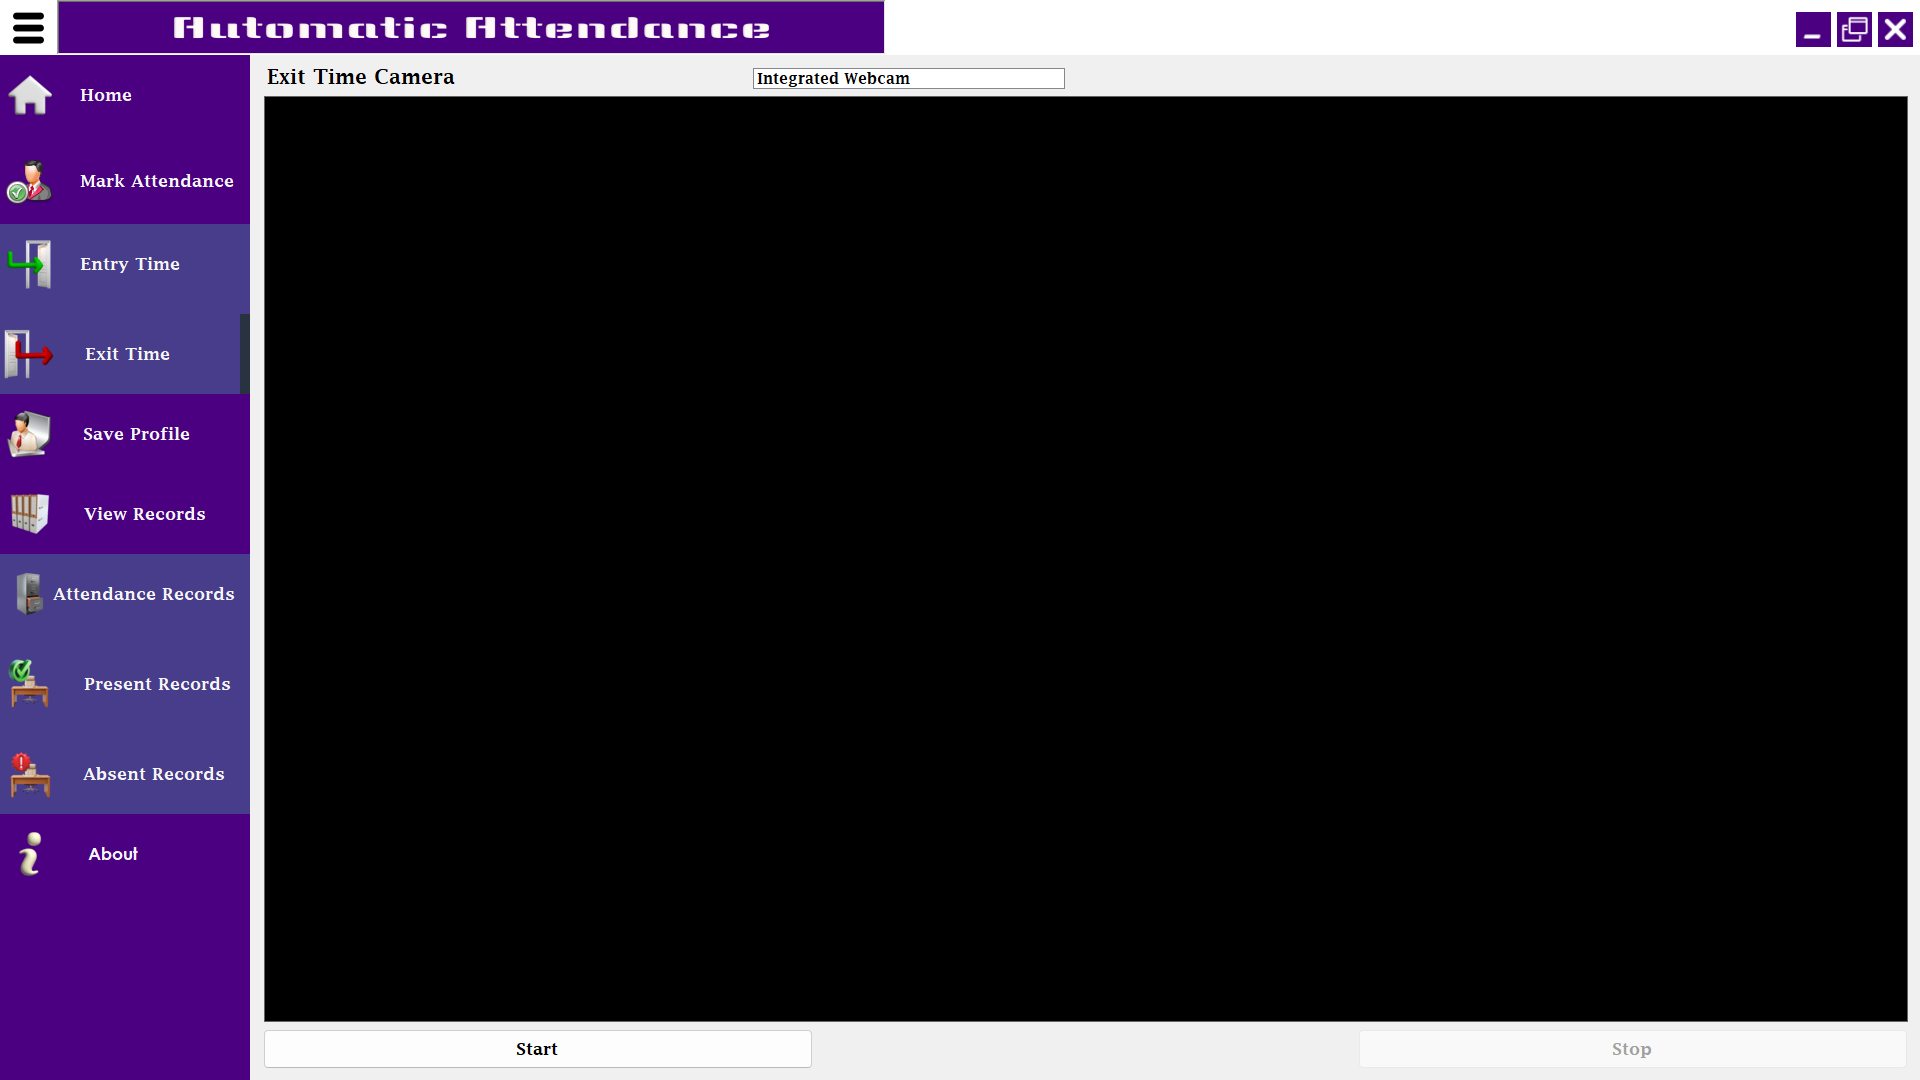 Automatic Attendance
Exit Time Camera
Integrated Webcam
Home
Mark Attendance
Entry Time
Exit Time
Save Profile
View Records
Attendance Records
Present Records
Absent Records
About
Start
Stop